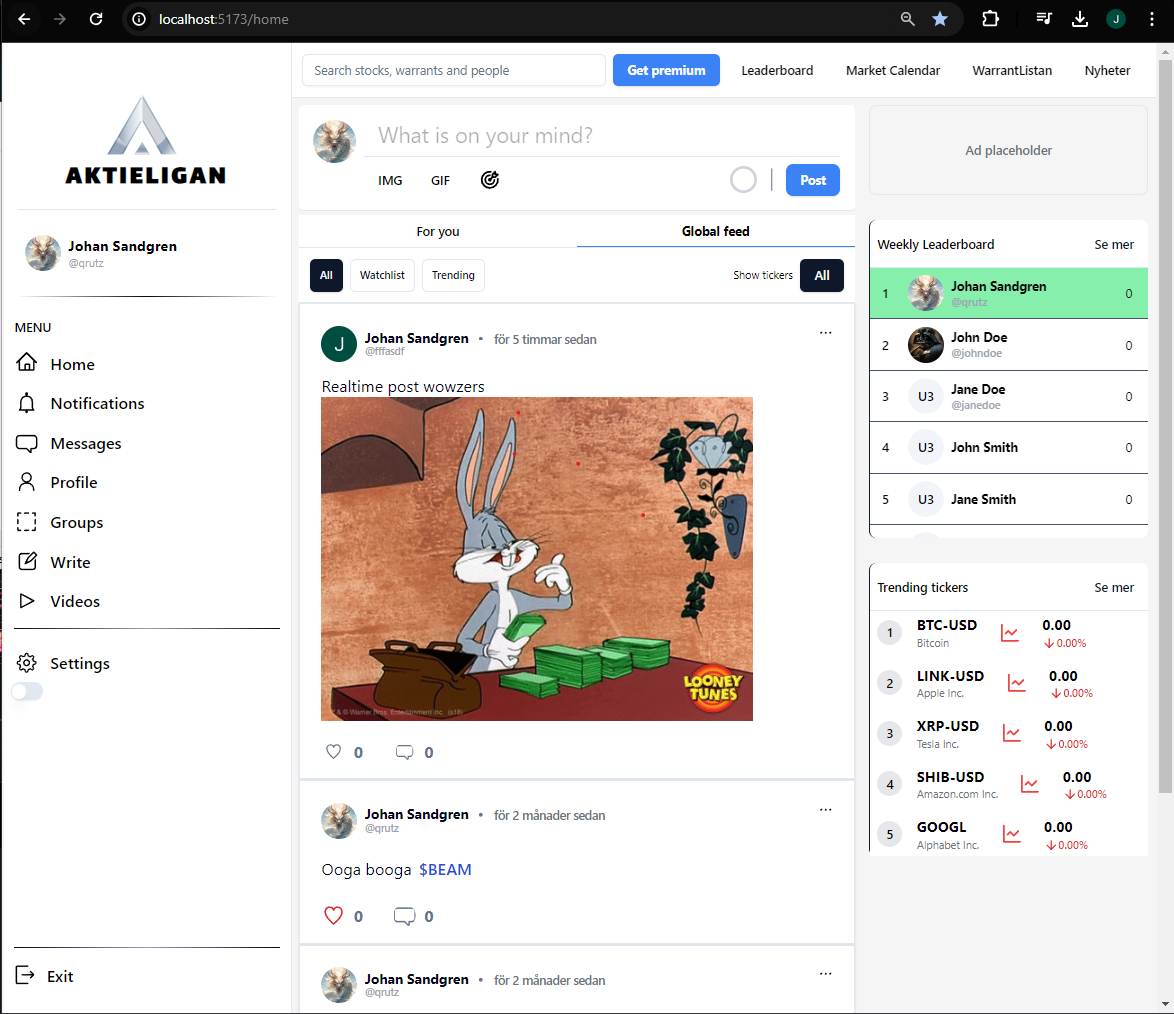 localhost:5173/home
J
AKTIELIGAN
Johan Sandgren
@qrutz
MENU
Home
Notifications
Messages
Profile
Groups
Write
Videos
Settings
Exit
Search stocks, warrants and people
Get premium
Leaderboard
Market Calendar
WarrantListan
Nyheter
What is on your mind?
IMG
GIF
Post
For you
Global feed
All
Watchlist
Trending
Show tickers
All
J
Johan Sandgren • för 5 timmar sedan
@fffasdf
...
Realtime post wowzers
LOONEY
TUNES
& © Warner Bros. Entertainment Inc. (s18)
0
0
Johan Sandgren • för 2 månader sedan
@qrutz
...
Ooga booga $BEAM
0
0
Johan Sandgren • för 2 månader sedan
@qrutz
...
Ad placeholder
Weekly Leaderboard
Se mer
1 Johan Sandgren 0
@qrutz
2 John Doe 0
@johndoe
3 U3 Jane Doe 0
@janedoe
4 U3 John Smith 0
5 U3 Jane Smith 0
Trending tickers
Se mer
1 BTC-USD 0.00
Bitcoin ↓0.00%
2 LINK-USD 0.00
Apple Inc. ↓0.00%
3 XRP-USD 0.00
Tesla Inc. ↓0.00%
4 SHIB-USD 0.00
Amazon.com Inc. ↓0.00%
5 GOOGL 0.00
Alphabet Inc. ↓0.00%